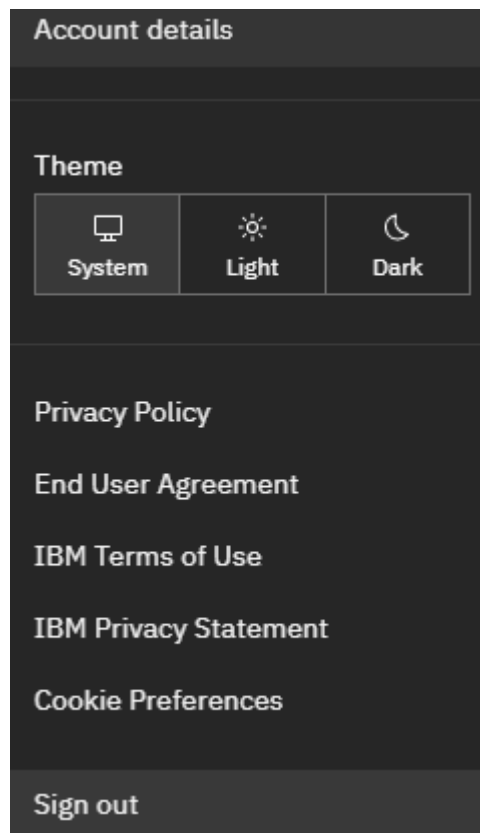 Account details
Theme
System Light Dark
Privacy Policy
End User Agreement
IBM Terms of Use
IBM Privacy Statement
Cookie Preferences
Sign out